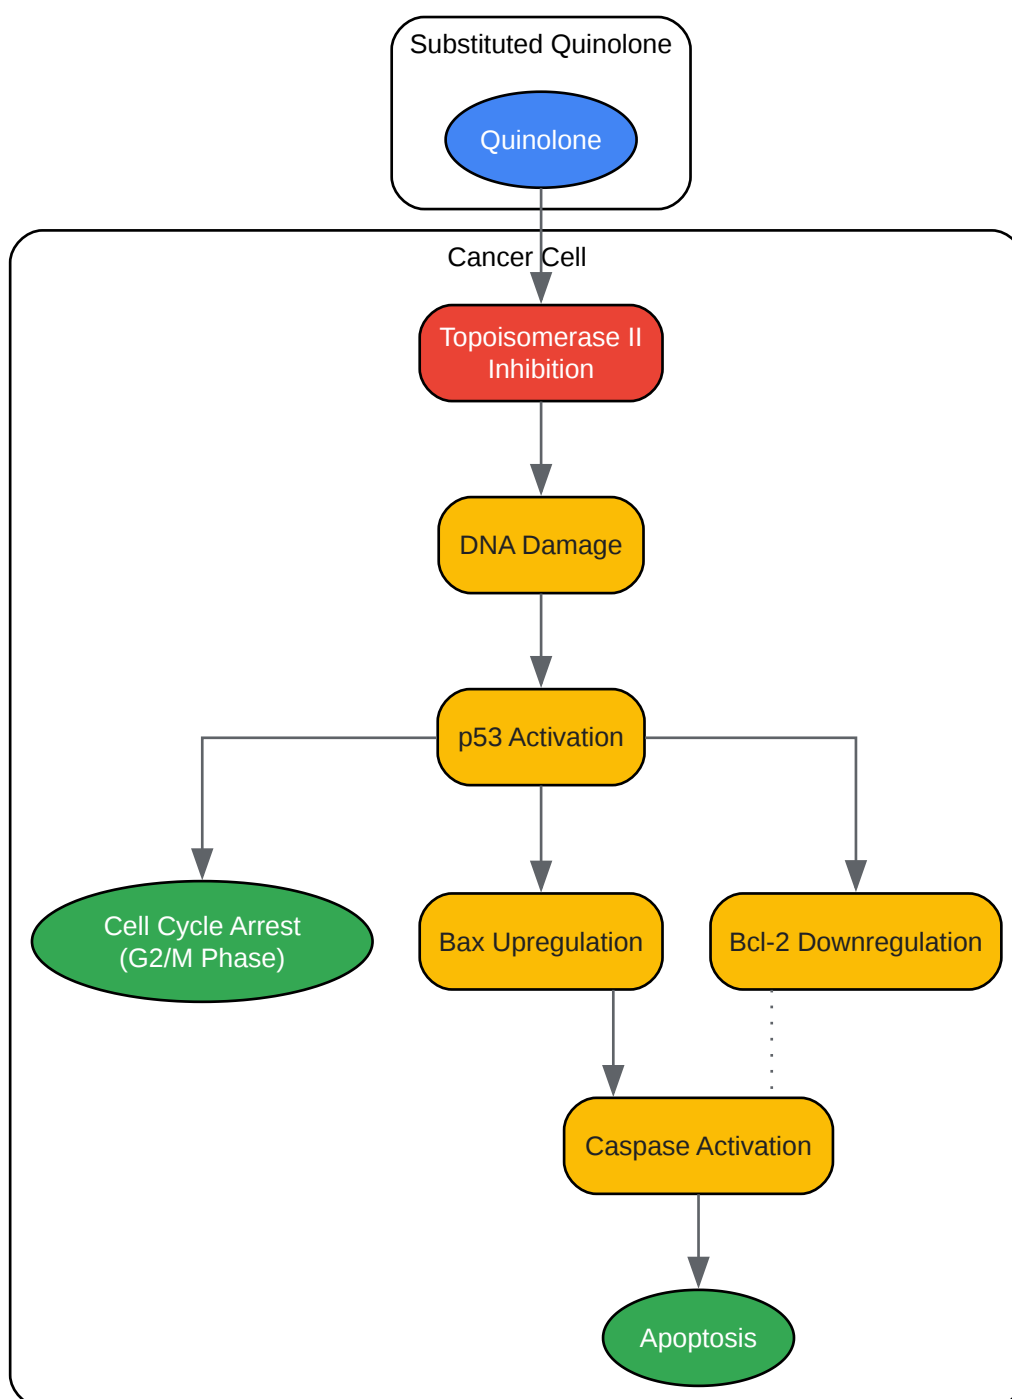 Substituted Quinolone
Quinolone
Cancer Cell
Topoisomerase II
Inhibition
DNA Damage
p53 Activation
Cell Cycle Arrest
(G2/M Phase)
Bax Upregulation
Bcl-2 Downregulation
Caspase Activation
Apoptosis